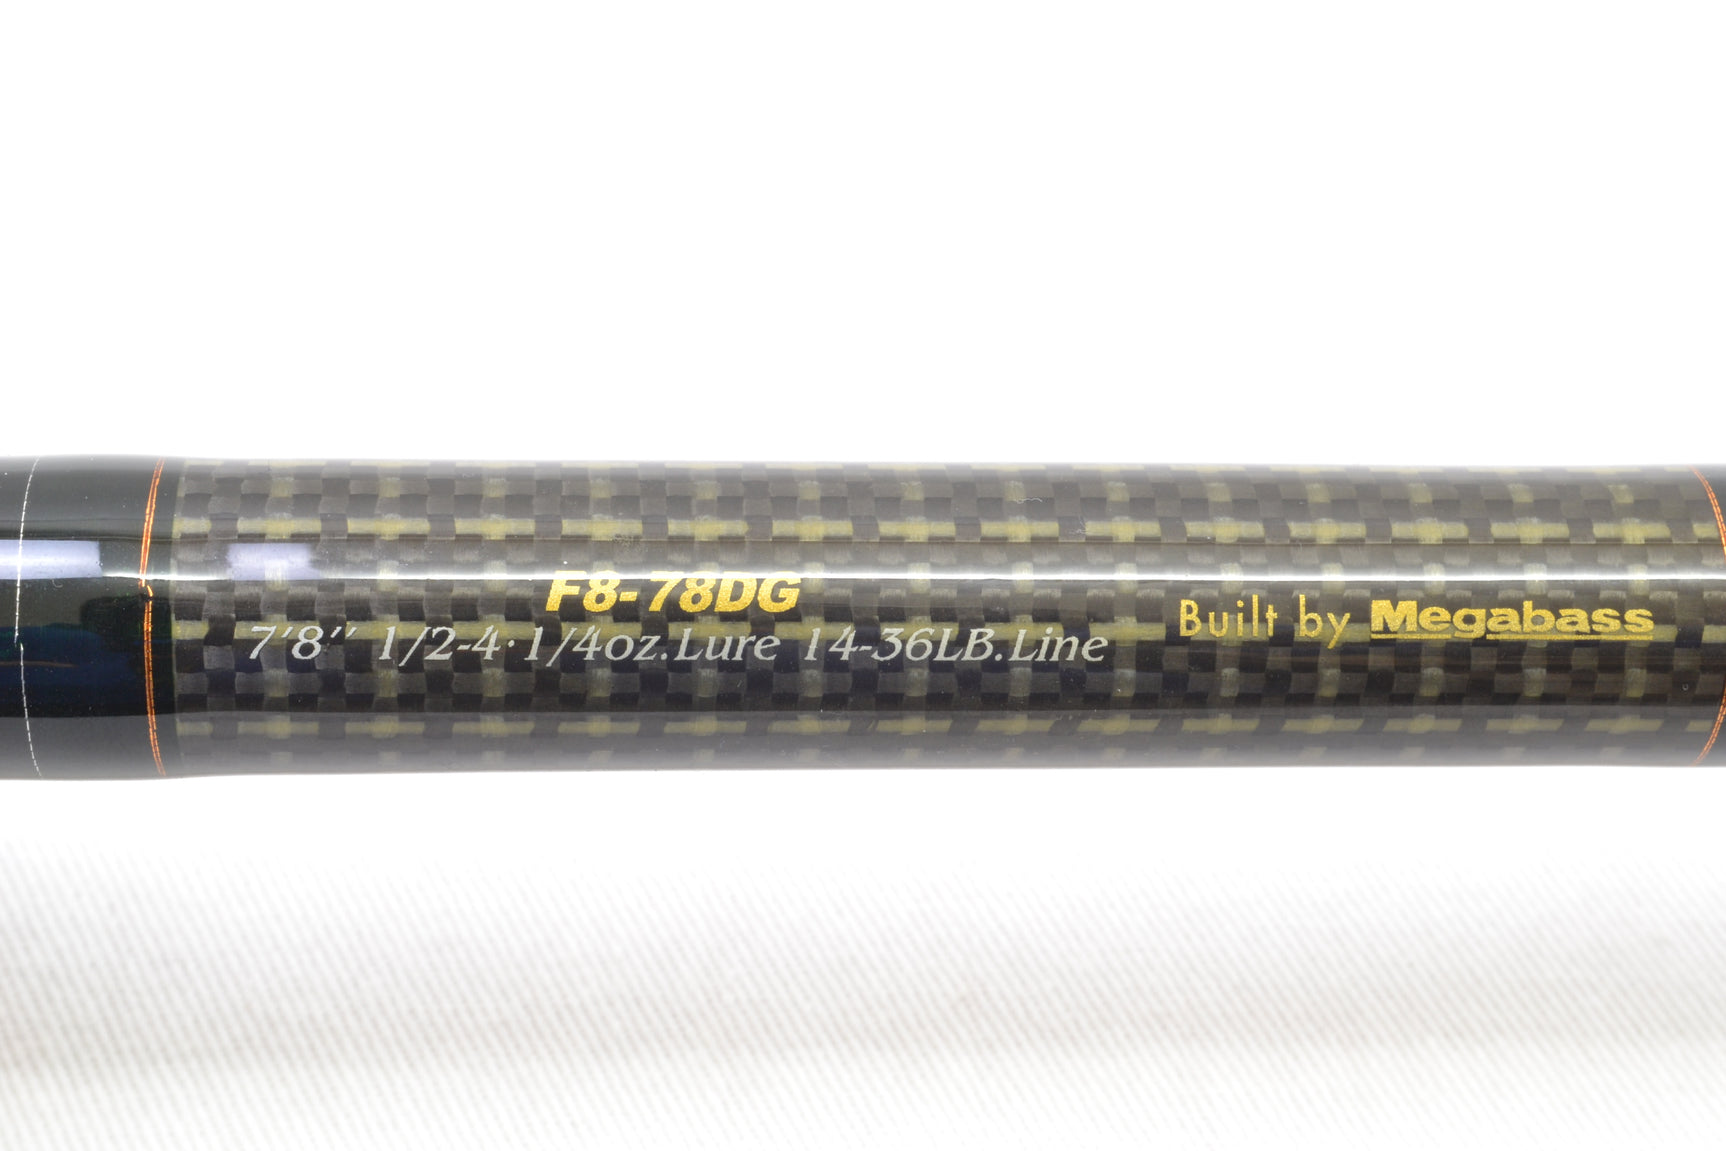 F8-78DG
7'8" 1/2-4·1/4oz.Lure 14-36LB.Line
Built by Megabass